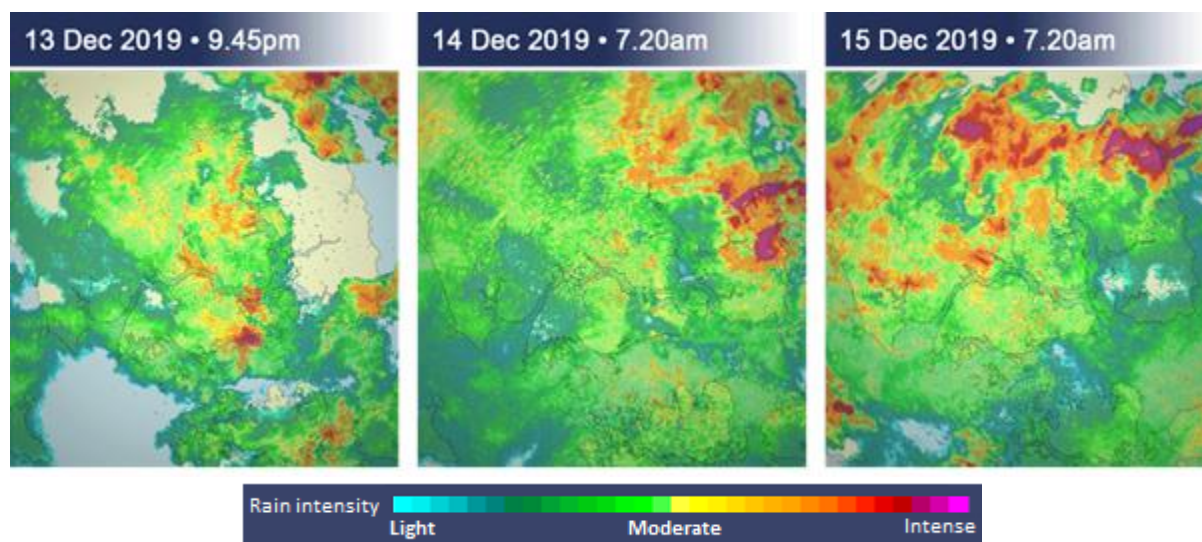 13 Dec 2019 • 9.45pm
14 Dec 2019 • 7.20am
15 Dec 2019 • 7.20am
Rain intensity
Light
Moderate
Intense